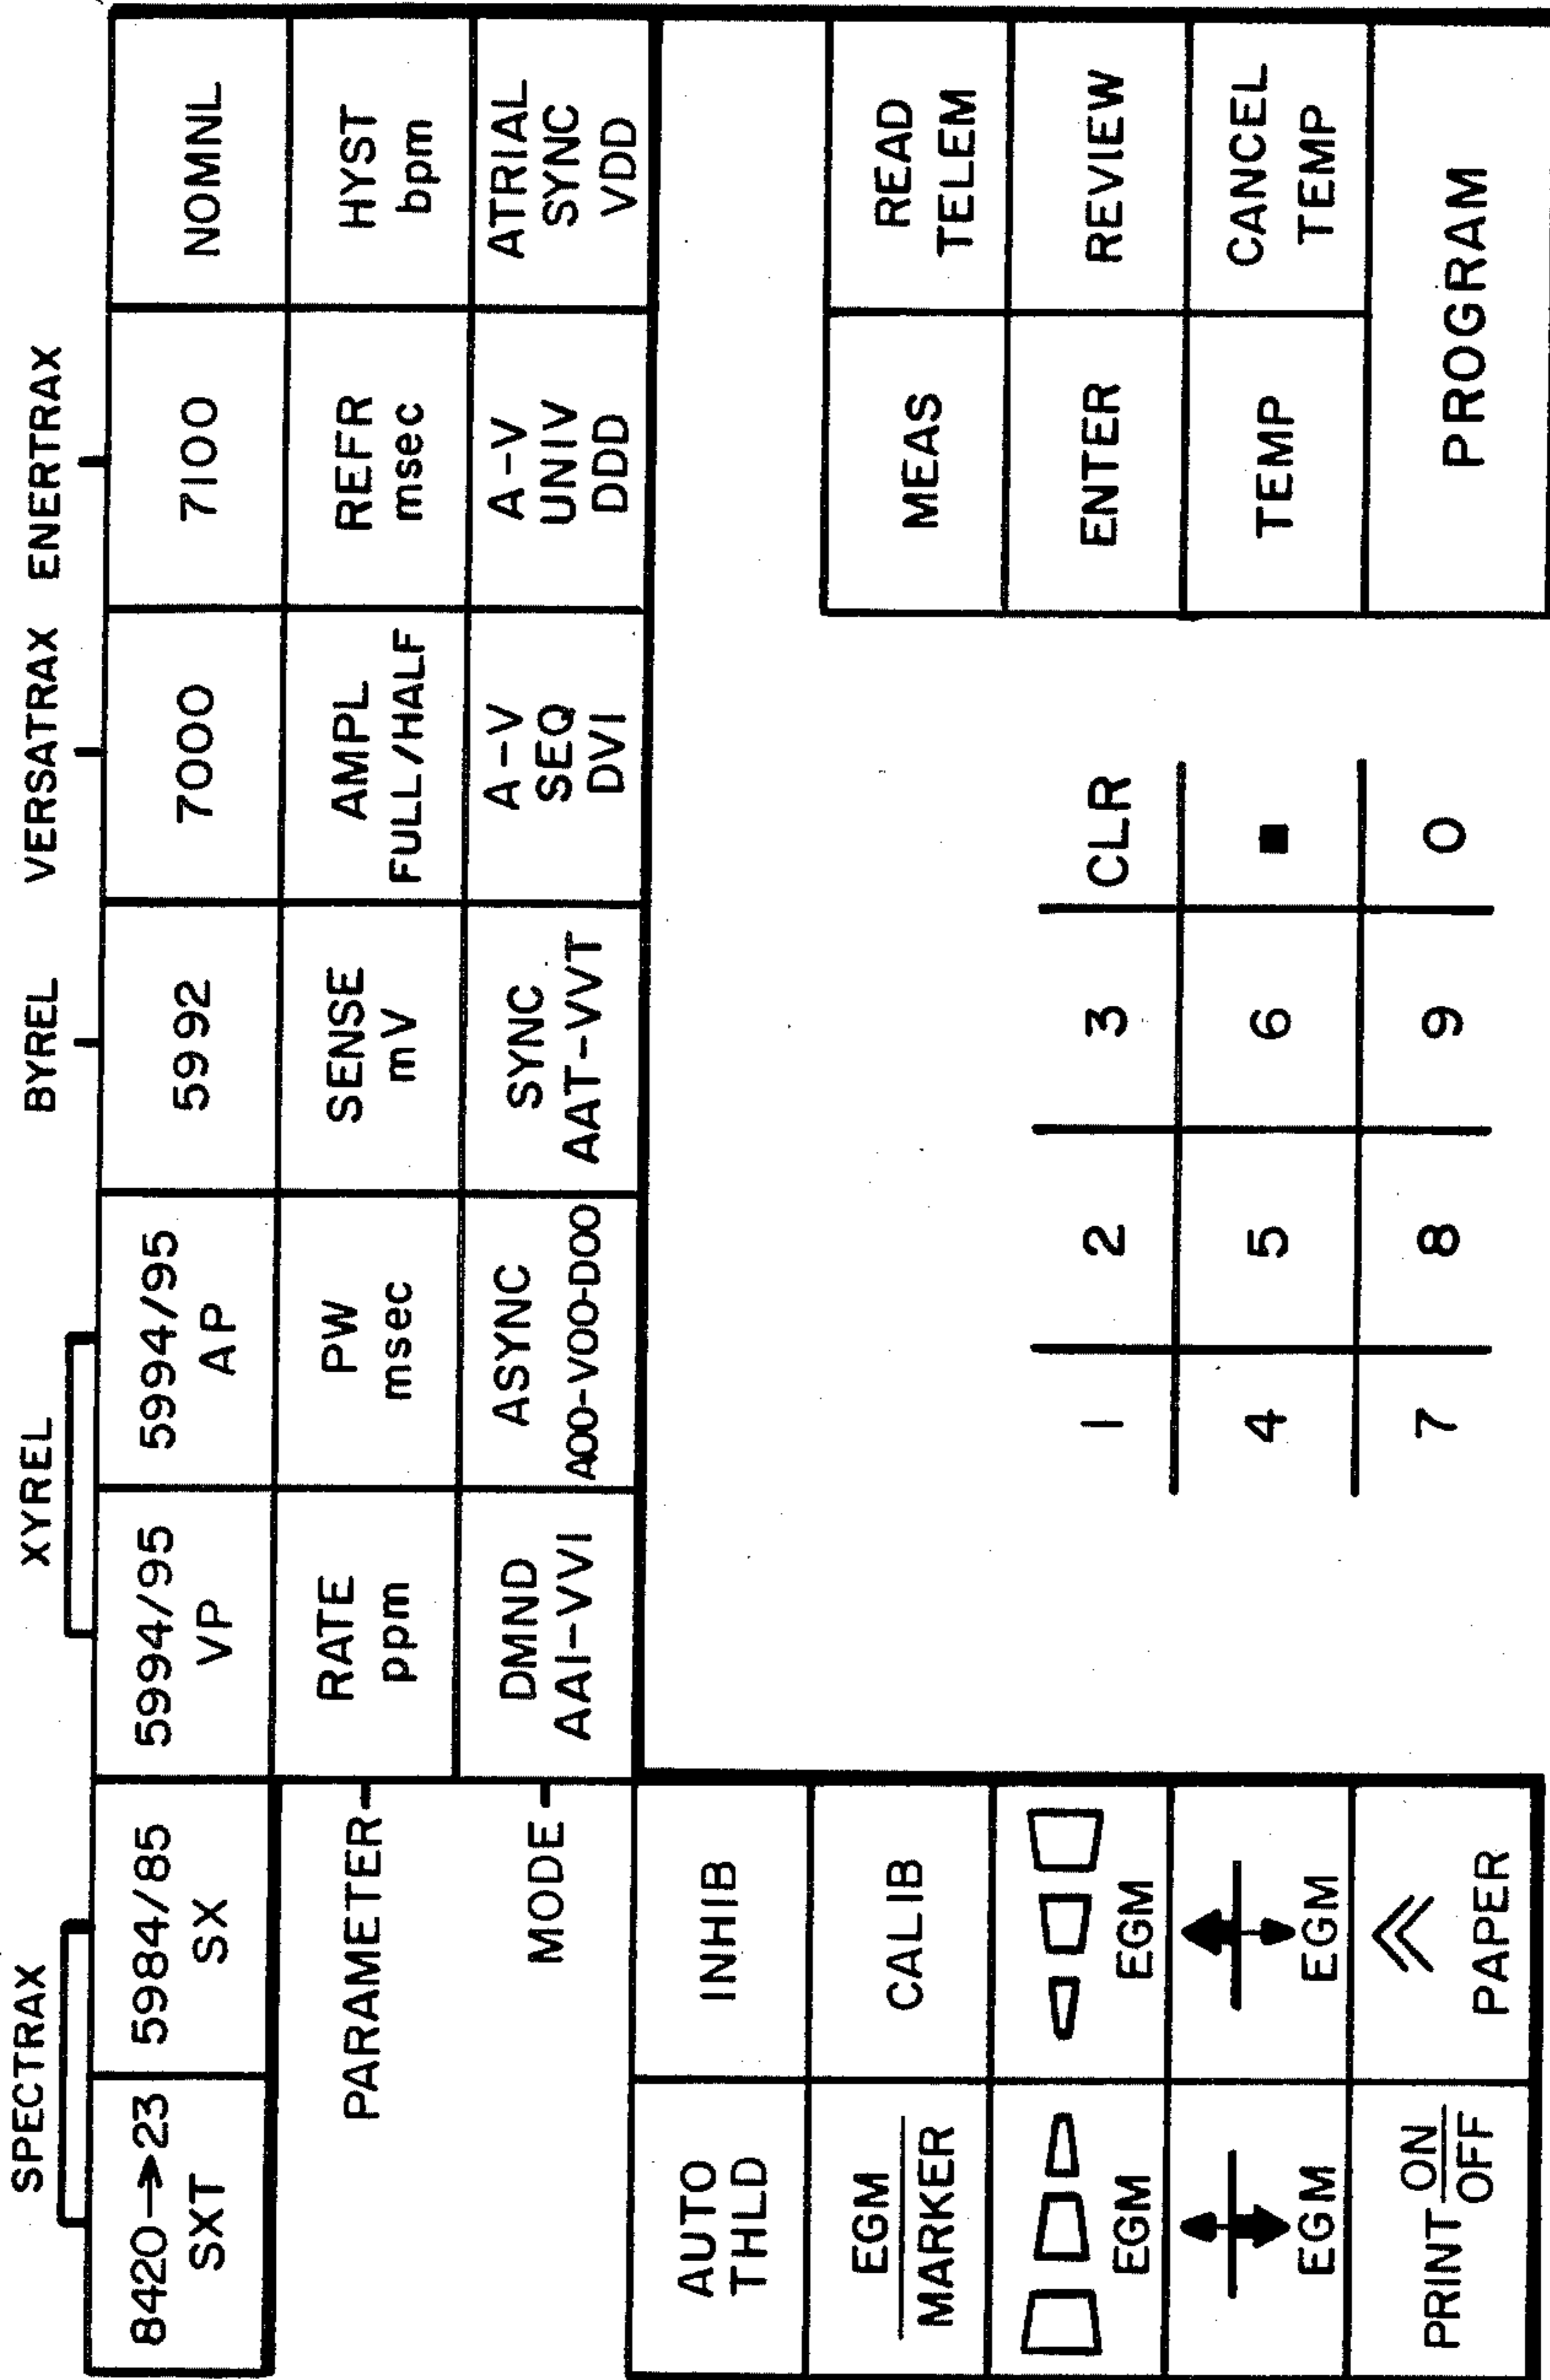 SPECTRAX XYREL BYREL VERSATRAX ENERTRAX
8420→23 5984/85 5994/95 5994/95 5992 7000 7100 NOMNL
SXT SX VP AP
PARAMETER RATE PW SENSE AMPL REFR HYST
ppm msec mV FULL/HALF msec bpm
MODE DMND ASYNC SYNC A-V A-V ATRIAL
AAI-VVI AOO-VOO-DOO AAT-VVT SEQ UNIV SYNC
DVI DDD VDD
AUTO
THLD
INHIB
EGM
MARKER
CALIB
EGM EGM
EGM EGM
PRINT ON
OFF
PAPER
1 2 3 CLR
4 5 6 ■
7 8 9 0
MEAS
READ
TELEM
ENTER REVIEW
TEMP
CANCEL
TEMP
PROGRAM